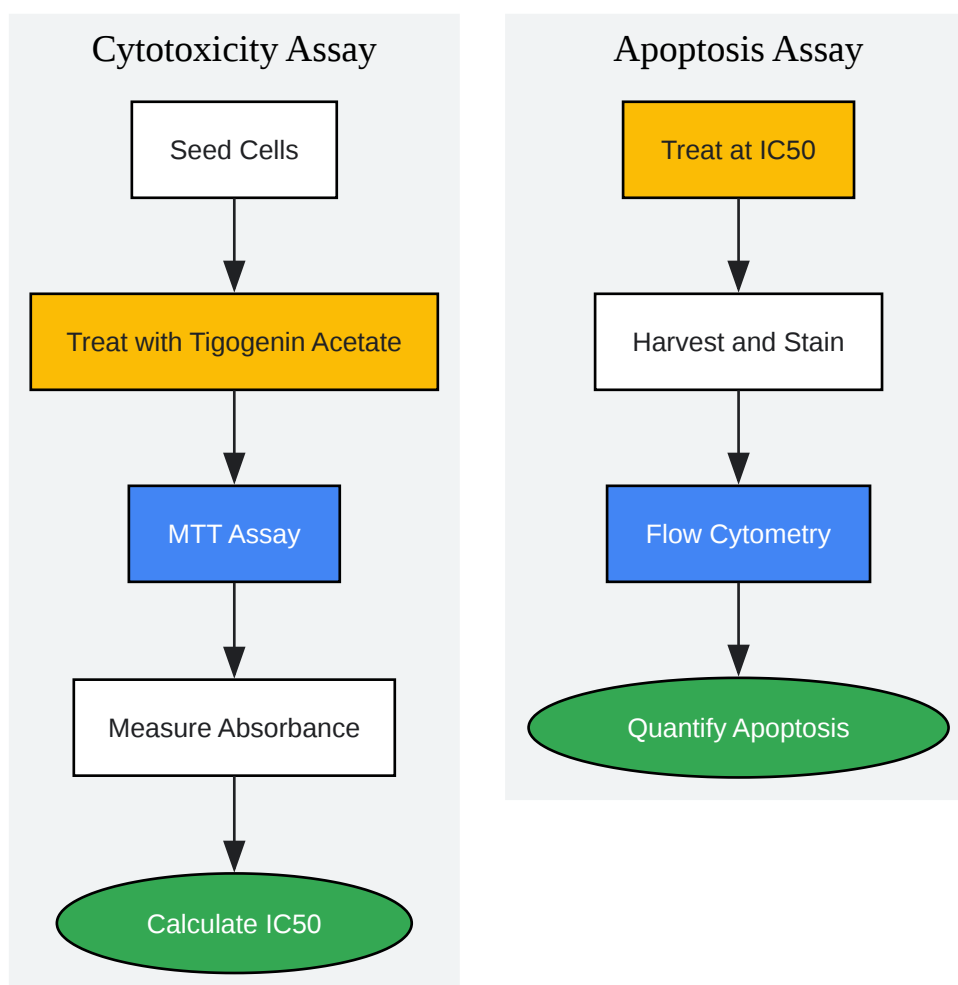 Cytotoxicity Assay
Seed Cells
Treat with Tigogenin Acetate
MTT Assay
Measure Absorbance
Calculate IC50
Apoptosis Assay
Treat at IC50
Harvest and Stain
Flow Cytometry
Quantify Apoptosis